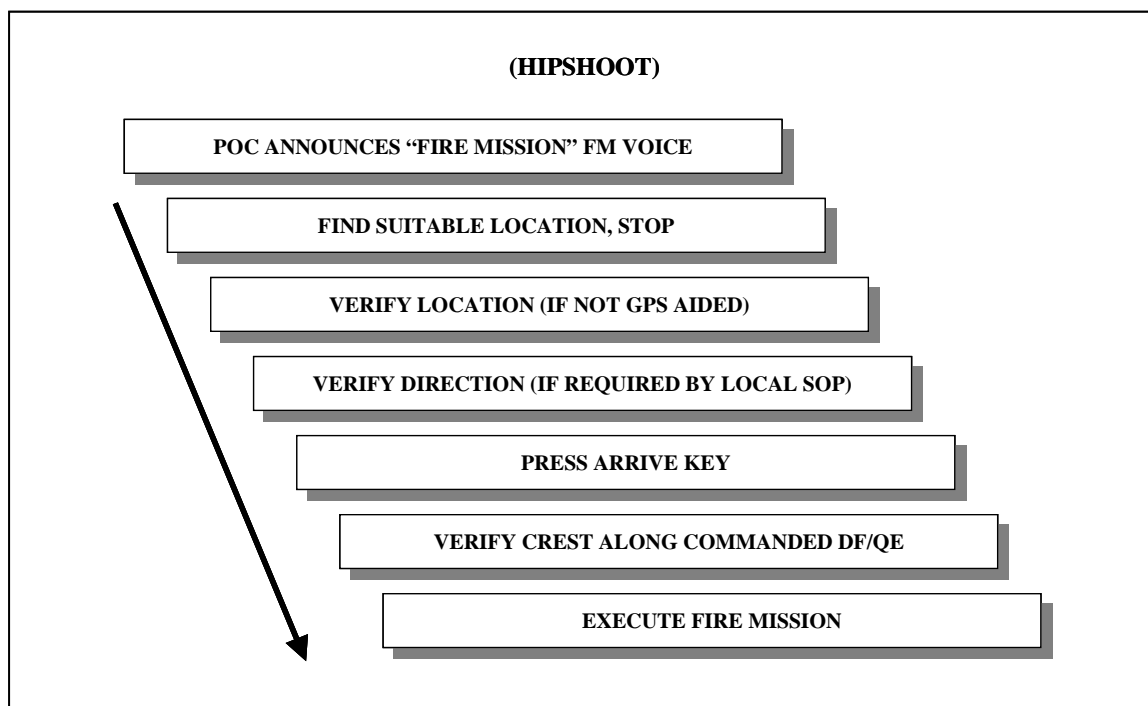 (HIPSHOOT)
POC ANNOUNCES “FIRE MISSION” FM VOICE
FIND SUITABLE LOCATION, STOP
VERIFY LOCATION (IF NOT GPS AIDED)
VERIFY DIRECTION (IF REQUIRED BY LOCAL SOP)
PRESS ARRIVE KEY
VERIFY CREST ALONG COMMANDED DF/QE
EXECUTE FIRE MISSION